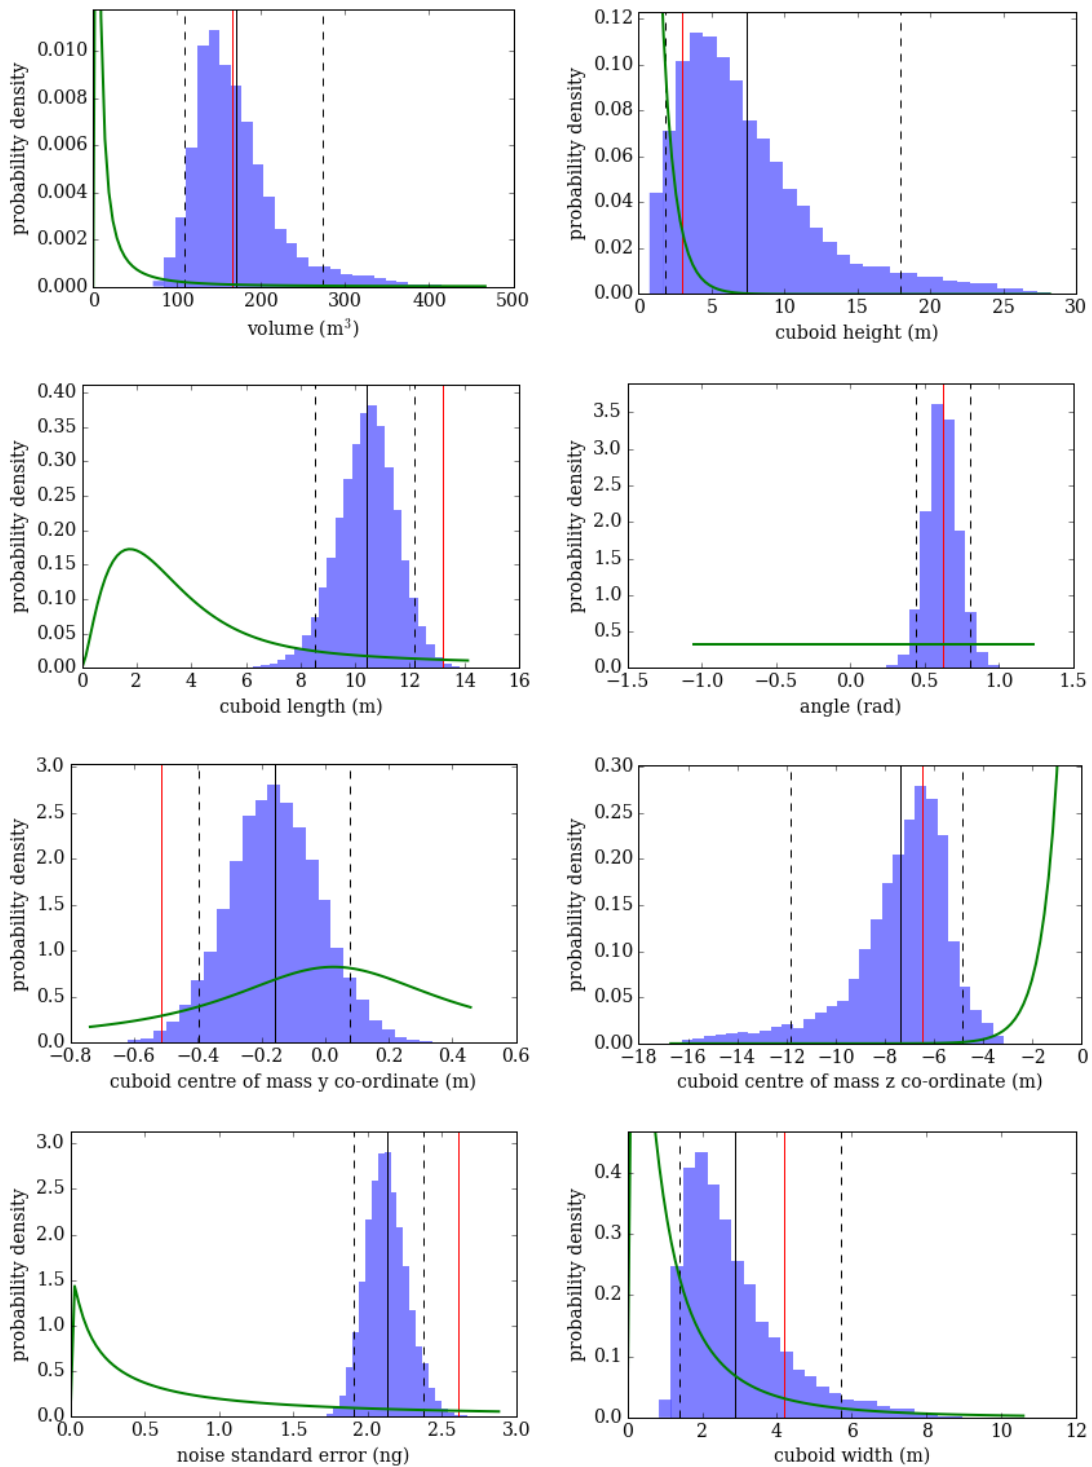 0.010
0.008
0.006
0.004
0.002
0.000
probability density
0 100 200 300 400 500
volume (m³)
0.12
0.10
0.08
0.06
0.04
0.02
0.00
probability density
0 5 10 15 20 25 30
cuboid height (m)
0.40
0.35
0.30
0.25
0.20
0.15
0.10
0.05
0.00
probability density
0 2 4 6 8 10 12 14 16
cuboid length (m)
3.5
3.0
2.5
2.0
1.5
1.0
0.5
0.0
probability density
−1.5 −1.0 −0.5 0.0 0.5 1.0 1.5
angle (rad)
3.0
2.5
2.0
1.5
1.0
0.5
0.0
probability density
−0.8 −0.6 −0.4 −0.2 0.0 0.2 0.4 0.6
cuboid centre of mass y co-ordinate (m)
0.30
0.25
0.20
0.15
0.10
0.05
0.00
probability density
−18 −16 −14 −12 −10 −8 −6 −4 −2 0
cuboid centre of mass z co-ordinate (m)
3.0
2.5
2.0
1.5
1.0
0.5
0.0
probability density
0.0 0.5 1.0 1.5 2.0 2.5 3.0
noise standard error (ng)
0.4
0.3
0.2
0.1
0.0
probability density
0 2 4 6 8 10 12
cuboid width (m)